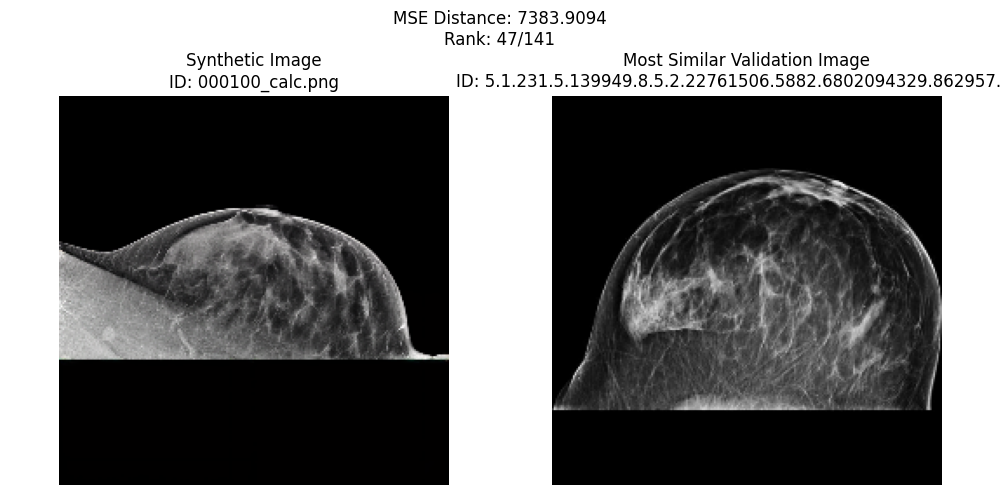 MSE Distance: 7383.9094
Rank: 47/141
Synthetic Image
ID: 000100_calc.png
Most Similar Validation Image
ID: 5.1.231.5.139949.8.5.2.22761506.5882.6802094329.862957.